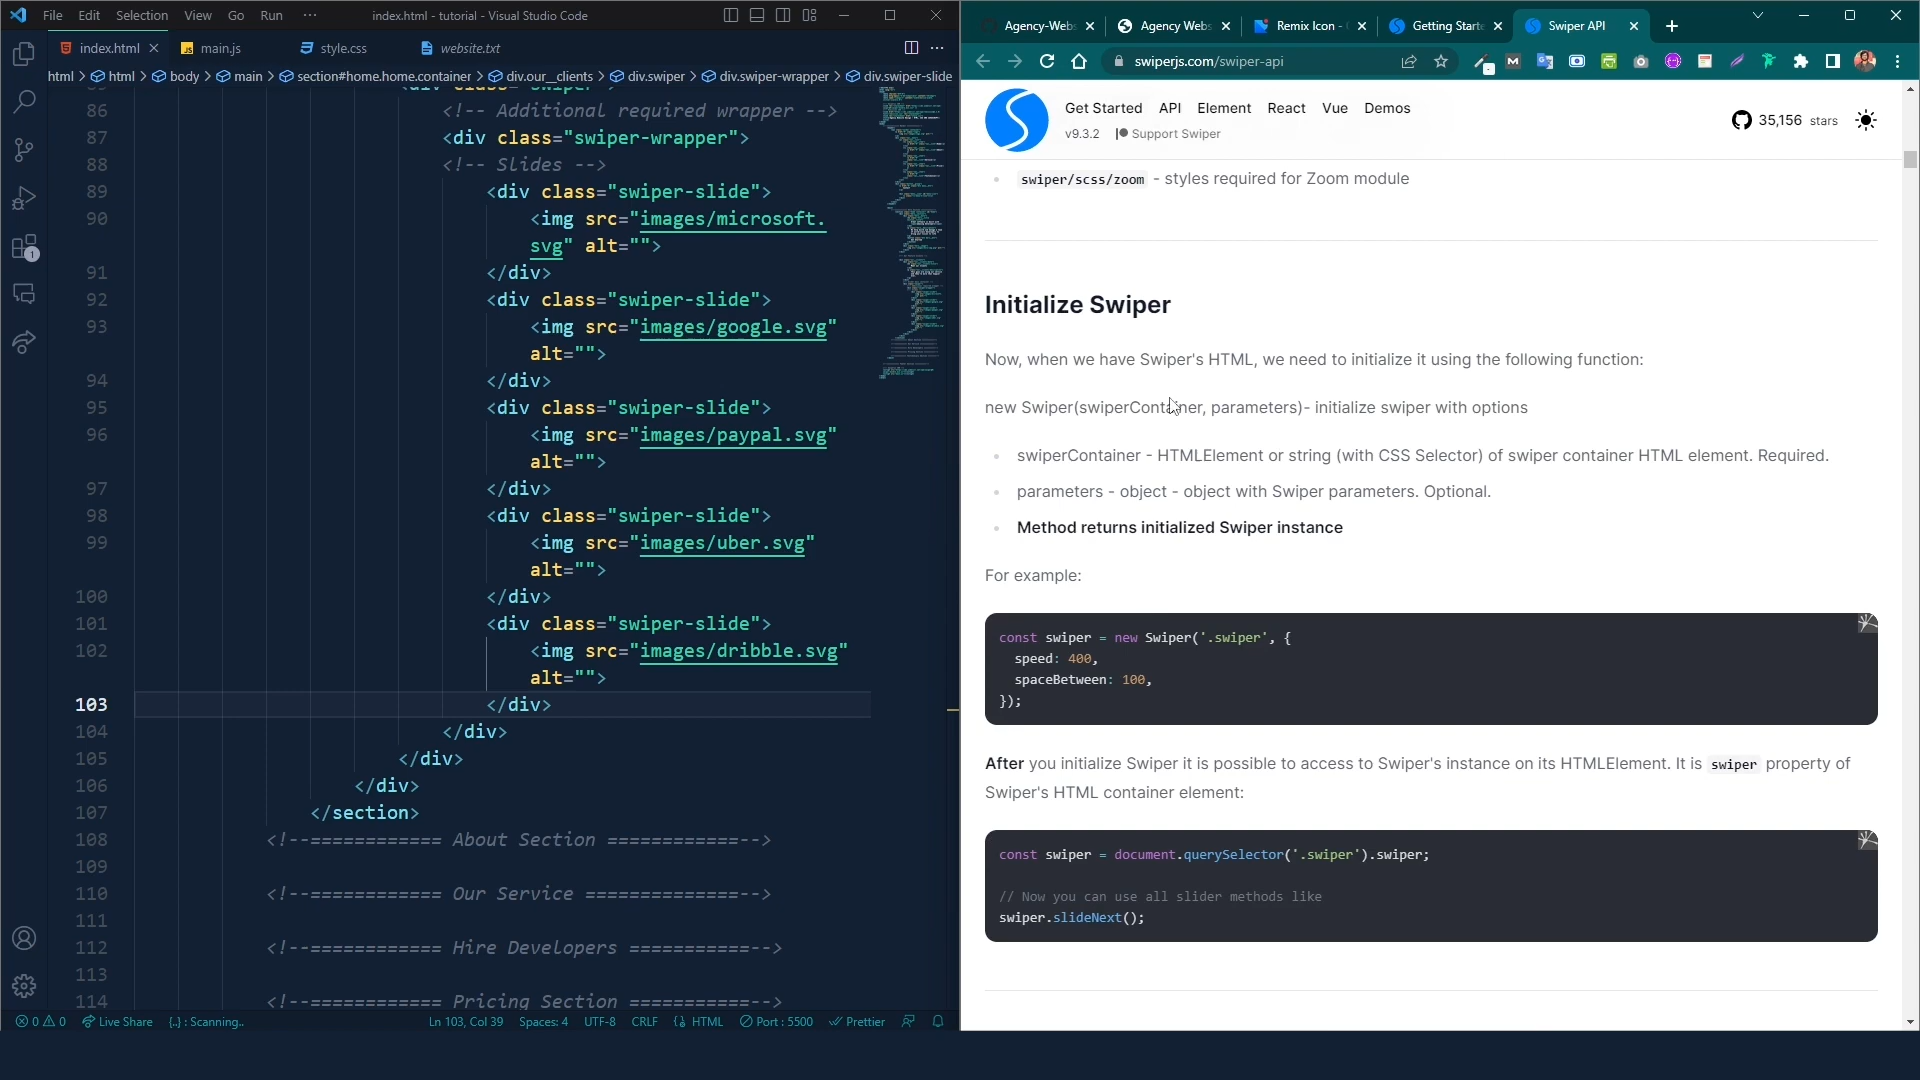 File Edit Selection View Go Run ··· index.html - tutorial - Visual Studio Code
index.html main.js style.css website.txt
html > html > body > main > section#home.home.container > div.our__clients > div.swiper > div.swiper-wrapper > div.swiper-slide
86 <!-- Additional required wrapper -->
87 <div class="swiper-wrapper">
88 <!-- Slides -->
89 <div class="swiper-slide">
90 <img src="images/microsoft.
svg" alt="">
91 </div>
92 <div class="swiper-slide">
93 <img src="images/google.svg"
alt="">
94 </div>
95 <div class="swiper-slide">
96 <img src="images/paypal.svg"
alt="">
97 </div>
98 <div class="swiper-slide">
99 <img src="images/uber.svg"
alt="">
100 </div>
101 <div class="swiper-slide">
102 <img src="images/dribble.svg"
alt="">
103 </div>
104 </div>
105 </div>
106 </div>
107 </section>
108 <!--============ About Section ============-->
109
110 <!--============ Our Service ==============-->
111
112 <!--============ Hire Developers ===========-->
113
114 <!--============ Pricing Section ===========-->
1
0 0 Live Share {..} : Scanning.. Ln 103, Col 39 Spaces: 4 UTF-8 CRLF HTML Port : 5500 Prettier
Agency-Webs Agency Webs Remix Icon - Getting Starte Swiper API
swiperjs.com/swiper-api
Get Started API Element React Vue Demos
v9.3.2 Support Swiper
35,156 stars
swiper/scss/zoom - styles required for Zoom module
Initialize Swiper
Now, when we have Swiper's HTML, we need to initialize it using the following function:
new Swiper(swiperContainer, parameters)- initialize swiper with options
swiperContainer - HTMLElement or string (with CSS Selector) of swiper container HTML element. Required.
parameters - object - object with Swiper parameters. Optional.
Method returns initialized Swiper instance
For example:
const swiper = new Swiper('.swiper', {
speed: 400,
spaceBetween: 100,
});
After you initialize Swiper it is possible to access to Swiper's instance on its HTMLElement. It is swiper property of
Swiper's HTML container element:
const swiper = document.querySelector('.swiper').swiper;
// Now you can use all slider methods like
swiper.slideNext();